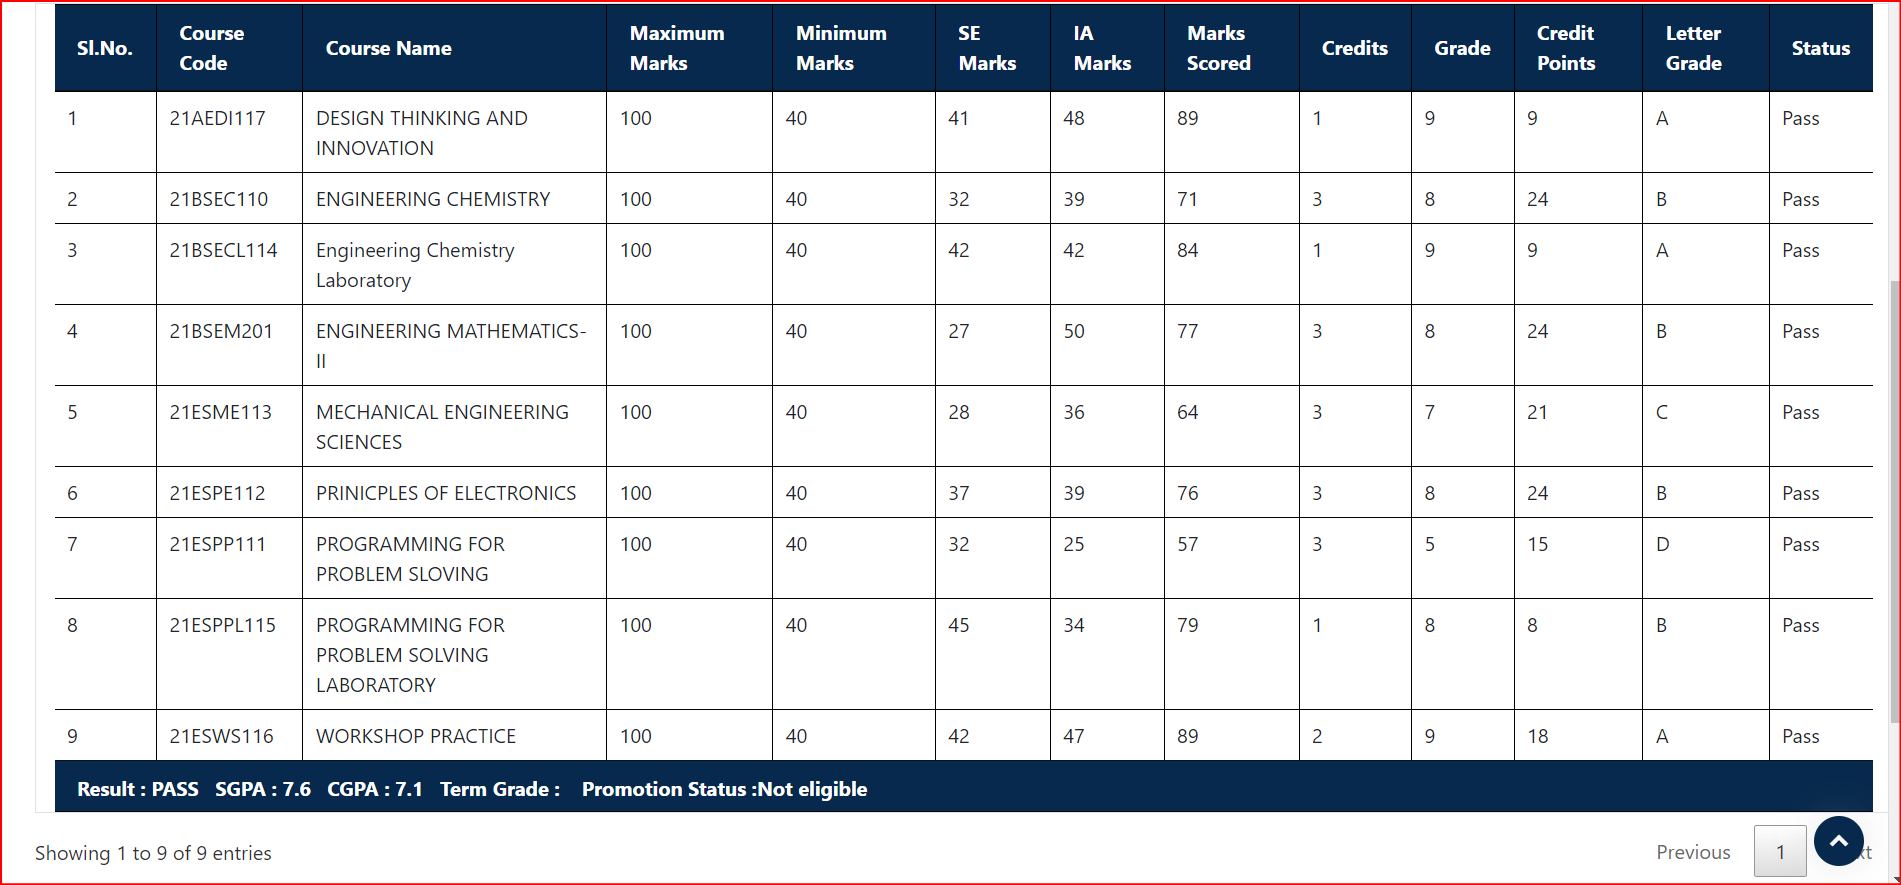 Sl.No. Course Code Course Name Maximum Marks Minimum Marks SE Marks IA Marks Marks Scored Credits Grade Credit Points Letter Grade Status
1 21AEDI117 DESIGN THINKING AND INNOVATION 100 40 41 48 89 1 9 9 A Pass
2 21BSEC110 ENGINEERING CHEMISTRY 100 40 32 39 71 3 8 24 B Pass
3 21BSECL114 Engineering Chemistry Laboratory 100 40 42 42 84 1 9 9 A Pass
4 21BSEM201 ENGINEERING MATHEMATICS-II 100 40 27 50 77 3 8 24 B Pass
5 21ESME113 MECHANICAL ENGINEERING SCIENCES 100 40 28 36 64 3 7 21 C Pass
6 21ESPE112 PRINICPLES OF ELECTRONICS 100 40 37 39 76 3 8 24 B Pass
7 21ESPP111 PROGRAMMING FOR PROBLEM SLOVING 100 40 32 25 57 3 5 15 D Pass
8 21ESPPL115 PROGRAMMING FOR PROBLEM SOLVING LABORATORY 100 40 45 34 79 1 8 8 B Pass
9 21ESWS116 WORKSHOP PRACTICE 100 40 42 47 89 2 9 18 A Pass
Result : PASS SGPA : 7.6 CGPA : 7.1 Term Grade : Promotion Status :Not eligible
Showing 1 to 9 of 9 entries Previous 1